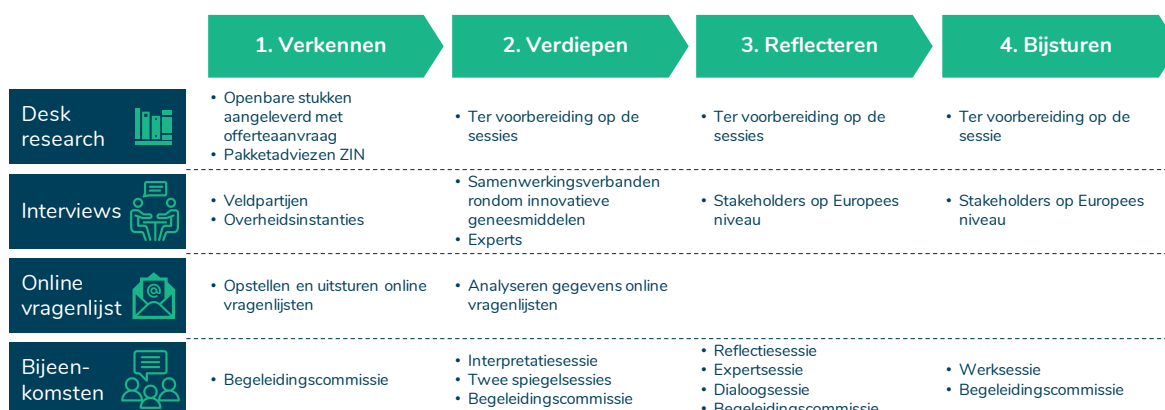 1. Verkennen
2. Verdiepen
3. Reflecteren
4. Bijsturen
Desk
research
• Openbare stukken
aangeleverd met
offerteaanvraag
• Pakketadviezen ZIN
• Ter voorbereiding op de
sessies
• Ter voorbereiding op de
sessies
• Ter voorbereiding op de
sessie
Interviews
• Veldpartijen
• Overheidsinstanties
• Samenwerkingsverbanden
rondom innovatieve
geneesmiddelen
• Experts
• Stakeholders op Europees
niveau
• Stakeholders op Europees
niveau
Online
vragenlijst
@
• Opstellen en uitsturen online
vragenlijsten
• Analyseren gegevens online
vragenlijsten
Bijeen-
komsten
• Begeleidingscommissie
• Interpretatiesessie
• Twee spiegelsessies
• Begeleidingscommissie
• Reflectiesessie
• Expertsessie
• Dialoogsessie
• Begeleidingscommissie
• Werksessie
• Begeleidingscommissie